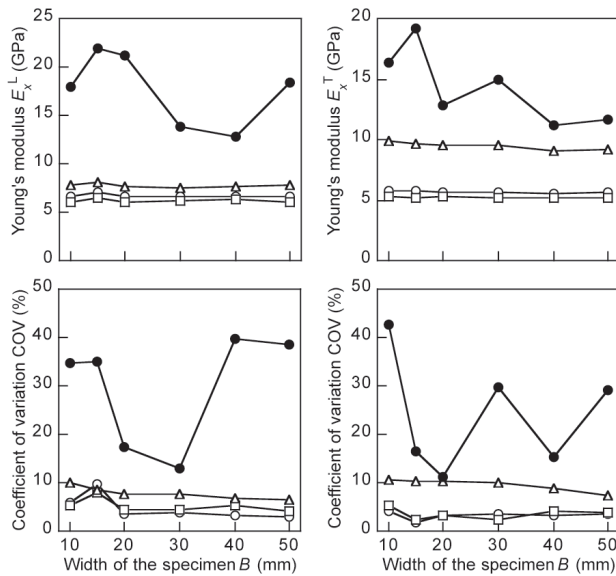 Young's modulus Eₓᴸ (GPa)
25
20
15
10
5
0
Young's modulus Eₓᵀ (GPa)
20
15
10
5
0
Coefficient of variation COV (%)
50
40
30
20
10
0
10 20 30 40 50
Width of the specimen B (mm)
Coefficient of variation COV (%)
50
40
30
20
10
0
10 20 30 40 50
Width of the specimen B (mm)